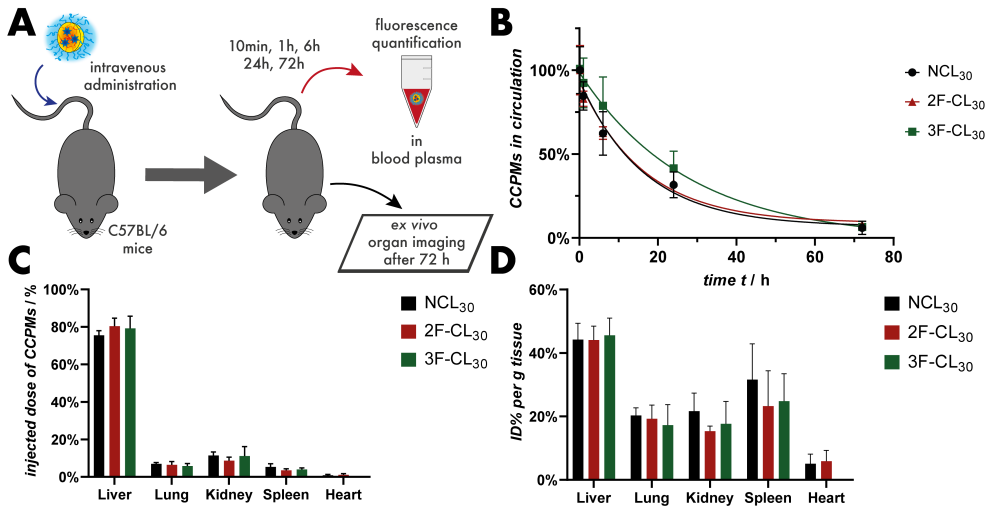 A
intravenous
administration
C57BL/6
mice
10min, 1h, 6h
24h, 72h
fluorescence
quantification
in
blood plasma
ex vivo
organ imaging
after 72 h
B
CCPMs in circulation
100%
50%
0%
0
20
40
60
80
time t / h
NCL30
2F-CL30
3F-CL30
C
injected dose of CCPMs / %
100%
80%
60%
40%
20%
0%
Liver
Lung
Kidney
Spleen
Heart
NCL30
2F-CL30
3F-CL30
D
ID% per g tissue
60%
40%
20%
0%
Liver
Lung
Kidney
Spleen
Heart
NCL30
2F-CL30
3F-CL30